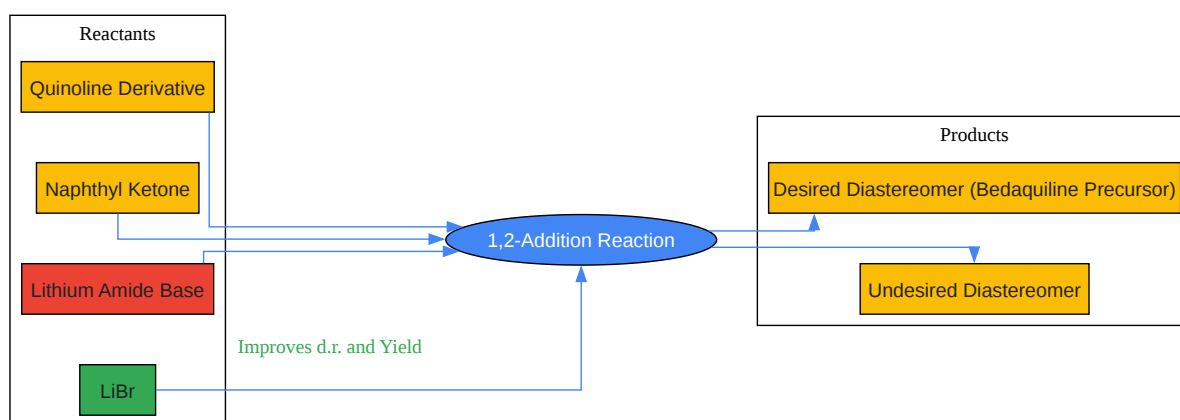 Reactants
Quinoline Derivative
Naphthyl Ketone
Lithium Amide Base
LiBr
Improves d.r. and Yield
1,2-Addition Reaction
Products
Desired Diastereomer (Bedaquiline Precursor)
Undesired Diastereomer